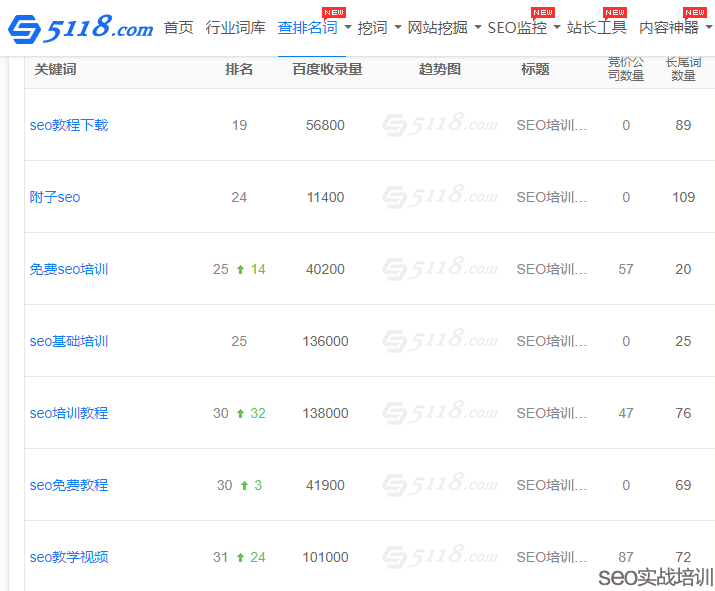 5118.com 首页 行业词库 查排名词 NEW 挖词 网站挖掘 SEO监控 NEW 站长工具 NEW 内容神器 NEW
关键词 排名 百度收录量 趋势图 标题 竞价公司数量 长尾词数量
seo教程下载 19 56800 5118.com SEO培训... 0 89
附子seo 24 11400 5118.com SEO培训... 0 109
免费seo培训 25 14 40200 5118.com SEO培训... 57 20
seo基础培训 25 136000 5118.com SEO培训... 0 25
seo培训教程 30 32 138000 5118.com SEO培训... 47 76
seo免费教程 30 3 41900 5118.com SEO培训... 0 69
seo教学视频 31 24 101000 5118.com SEO培训... 87 72
seo实战培训